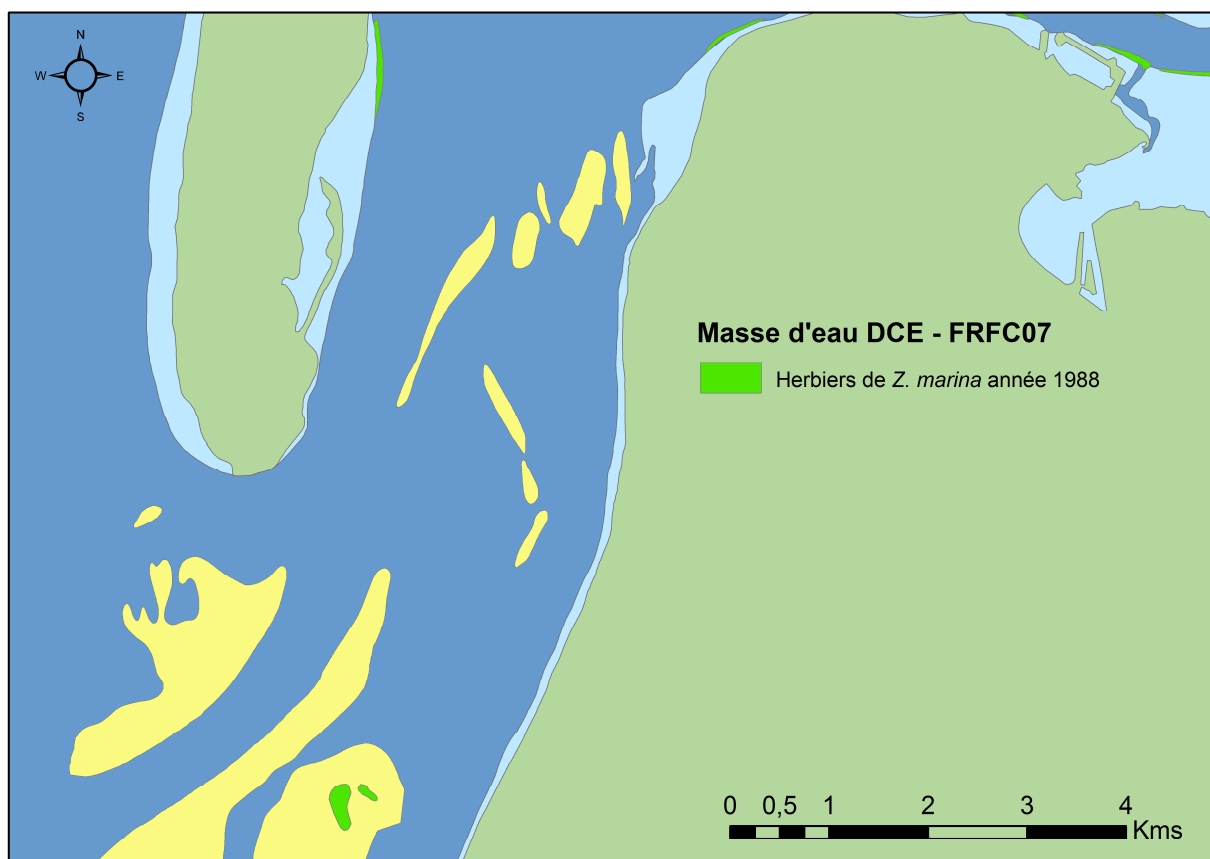 N
W E
S
Masse d'eau DCE - FRFC07
Herbiers de Z. marina année 1988
0 0,5 1 2 3 4
Kms